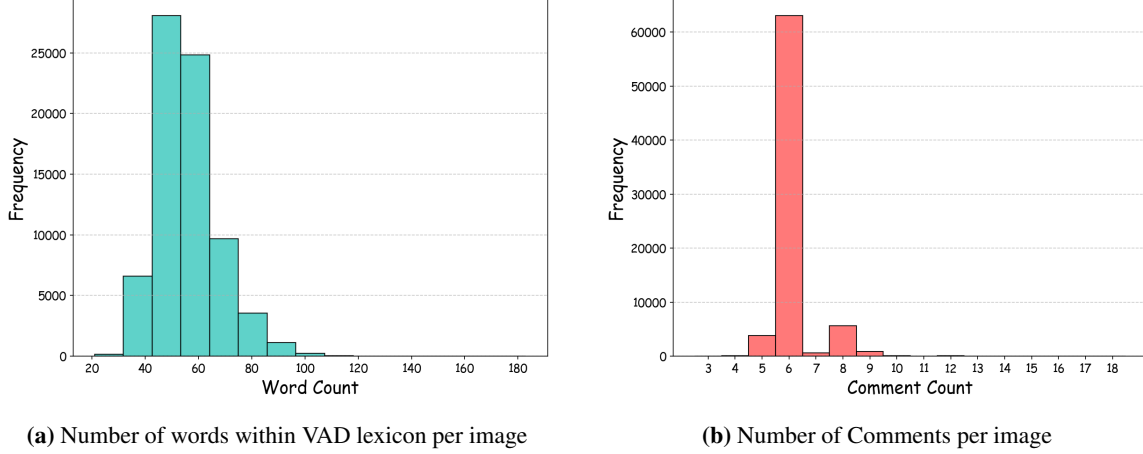 25000
20000
15000
10000
5000
0
Frequency
20 40 60 80 100 120 140 160 180
Word Count
(a) Number of words within VAD lexicon per image
60000
50000
40000
30000
20000
10000
0
Frequency
3 4 5 6 7 8 9 10 11 12 13 14 15 16 17 18
Comment Count
(b) Number of Comments per image